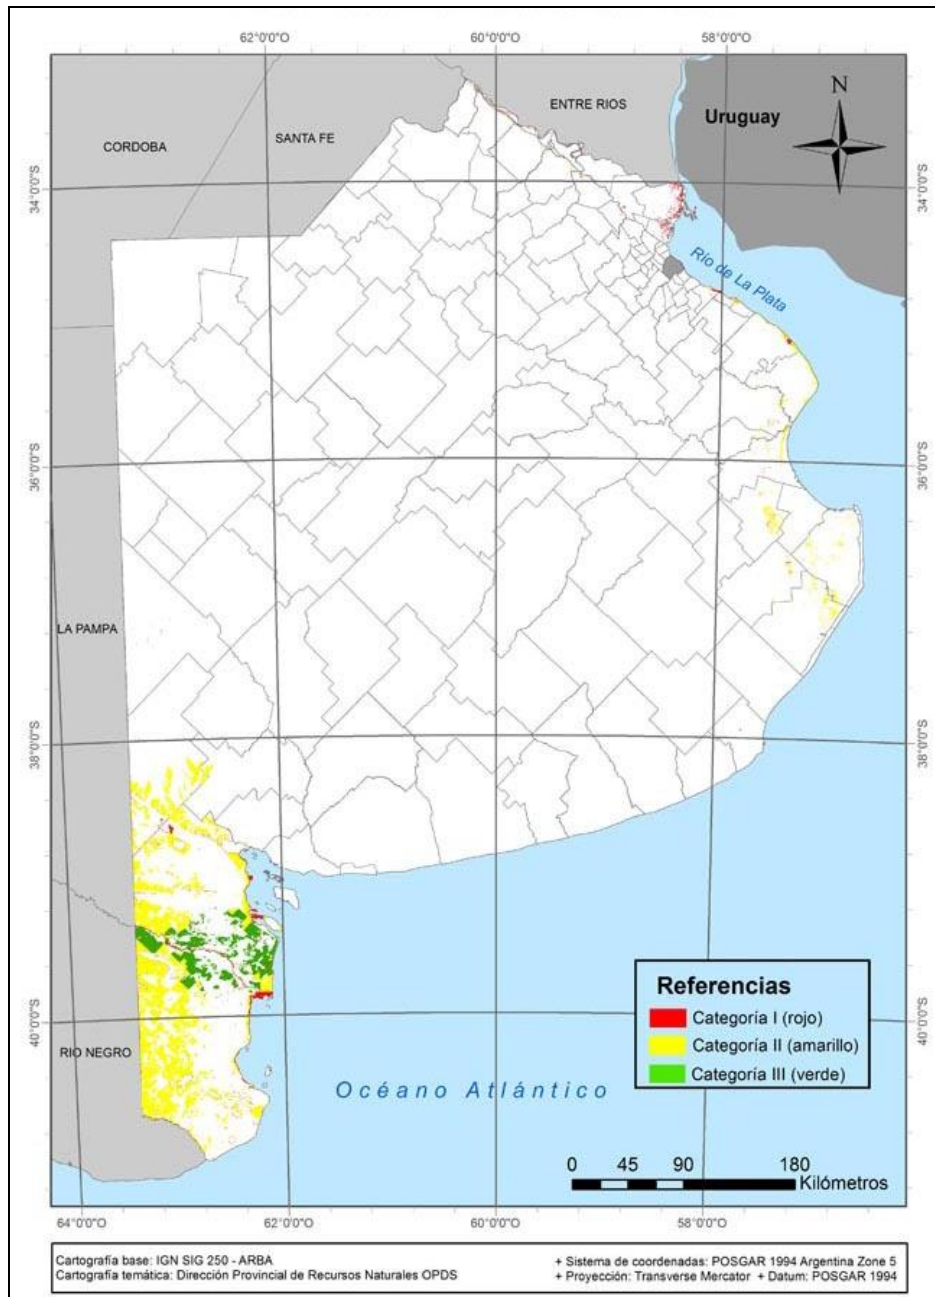 62°0'0"O
60°0'0"O
58°0'0"O
ENTRE RIOS
Uruguay
N
CORDOBA
SANTA FE
34°0'0"S
34°0'0"S
Río de La Plata
36°0'0"S
36°0'0"S
LA PAMPA
38°0'0"S
38°0'0"S
Referencias
Categoría I (rojo)
Categoría II (amarillo)
Categoría III (verde)
40°0'0"S
40°0'0"S
RIO NEGRO
Océano Atlántico
0 45 90 180
Kilómetros
64°0'0"O
62°0'0"O
60°0'0"O
58°0'0"O
Cartografía base: IGN SIG 250 - ARBA
Cartografía temática: Dirección Provincial de Recursos Naturales OPDS
+ Sistema de coordenadas: POSGAR 1994 Argentina Zone 5
+ Proyección: Transverse Mercator + Datum: POSGAR 1994